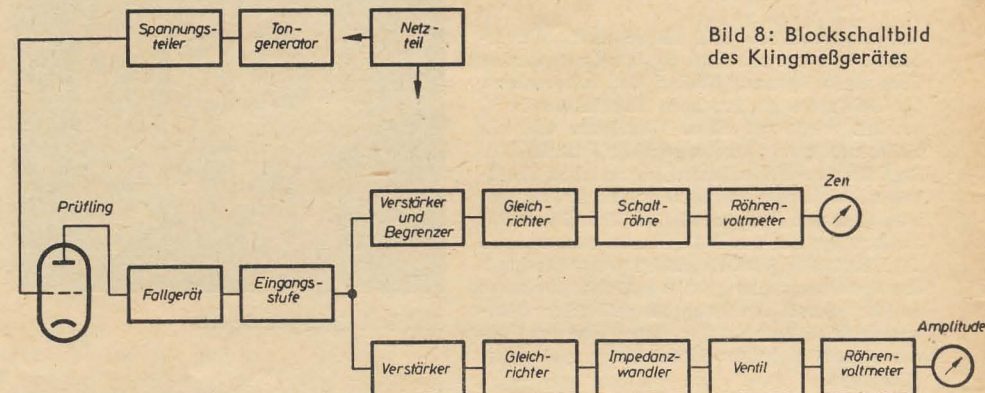 Spannungs-
teiler
Ton-
generator
Netz-
teil
Bild 8: Blockschaltbild
des Klingmeßgerätes
Prüfling
Fallgerät
Eingangs-
stufe
Verstärker
und
Begrenzer
Gleich-
richter
Schalt-
röhre
Röhren-
voltmeter
Zeit
Verstärker
Gleich-
richter
Impedanz-
wandler
Ventil
Röhren-
voltmeter
Amplitude